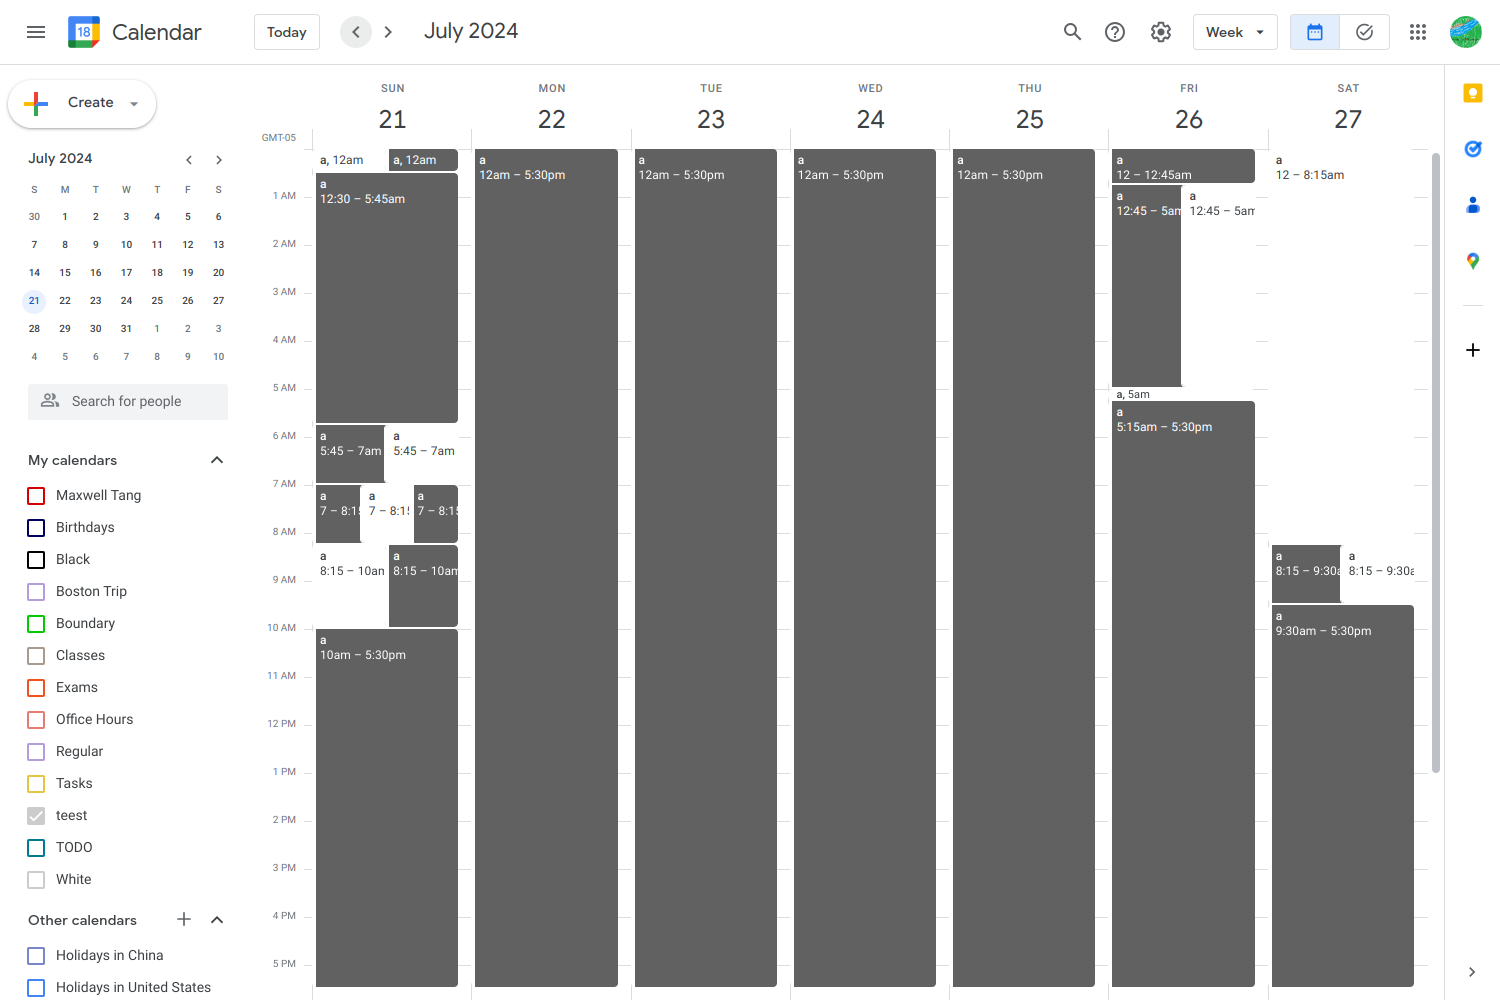 18 Calendar Today July 2024 Week
Create
July 2024
S M T W T F S
30 1 2 3 4 5 6
7 8 9 10 11 12 13
14 15 16 17 18 19 20
21 22 23 24 25 26 27
28 29 30 31 1 2 3
4 5 6 7 8 9 10
Search for people
My calendars
Maxwell Tang
Birthdays
Black
Boston Trip
Boundary
Classes
Exams
Office Hours
Regular
Tasks
teest
TODO
White
Other calendars
Holidays in China
Holidays in United States
SUN MON TUE WED THU FRI SAT
21 22 23 24 25 26 27
GMT-05
1 AM
2 AM
3 AM
4 AM
5 AM
6 AM
7 AM
8 AM
9 AM
10 AM
11 AM
12 PM
1 PM
2 PM
3 PM
4 PM
5 PM
a, 12am
a, 12am
a
12:30 – 5:45am
a
5:45 – 7am
a
5:45 – 7am
a
7 – 8:15
a
7 – 8:15
a
7 – 8:15
a
8:15 – 10am
a
8:15 – 10am
a
10am – 5:30pm
a
12am – 5:30pm
a
12am – 5:30pm
a
12am – 5:30pm
a
12am – 5:30pm
a
12 – 12:45am
a
12:45 – 5am
a
12:45 – 5am
a, 5am
a
5:15am – 5:30pm
a
12 – 8:15am
a
8:15 – 9:30a
a
8:15 – 9:30a
a
9:30am – 5:30pm